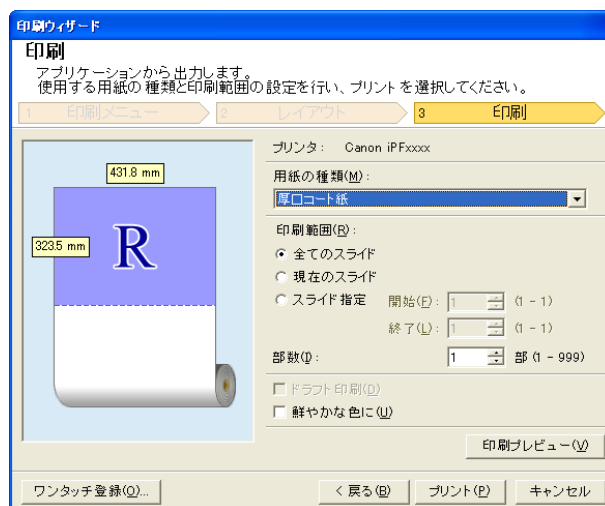 印刷ウィザード
印刷
アプリケーションから出力します。
使用する用紙の種類と印刷範囲の設定を行い、プリントを選択してください。
1 印刷メニュー 2 レイアウト 3 印刷
プリンタ： Canon iPFxxxx
用紙の種類(M)：
厚口コート紙
431.8 mm
323.5 mm
R
印刷範囲(R)：
全てのスライド
現在のスライド
スライド指定 開始(F)： 1 (1 - 1)
終了(L)： 1 (1 - 1)
部数(I)： 1 部 (1 - 999)
ドラフト印刷(D)
鮮やかな色に(U)
印刷プレビュー(V)
ワンタッチ登録(O)... < 戻る(B) プリント(P) キャンセル